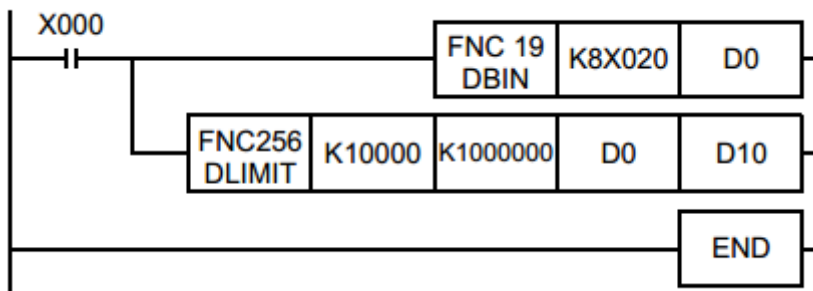 X000
FNC 19
DBIN
K8X020
D0
FNC256
DLIMIT
K10000
K1000000
D0
D10
END